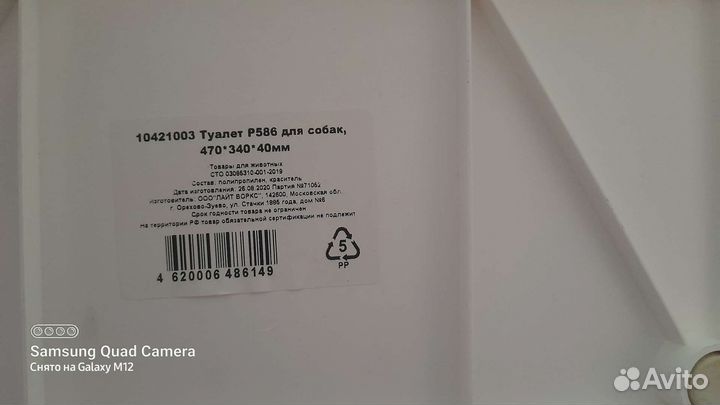 10421003 Туалет P586 для собак,
470*340*40мм
Товары для животных
СТО 03095310-001-2019
Состав: полипропилен, краситель
Дата изготовления: 26.08.2020 Партия №71052
изготовитель: ООО"ЛАЙТ ВОРКС", 142600, Московская обл.
г. Орехово-Зуево, ул. Стачки 1885 года, дом №6
Срок годности товара не ограничен
На территории РФ товар обязательной сертификации не подлежит
4 620006 486149
5
PP
Samsung Quad Camera
Снято на Galaxy M12
Avito